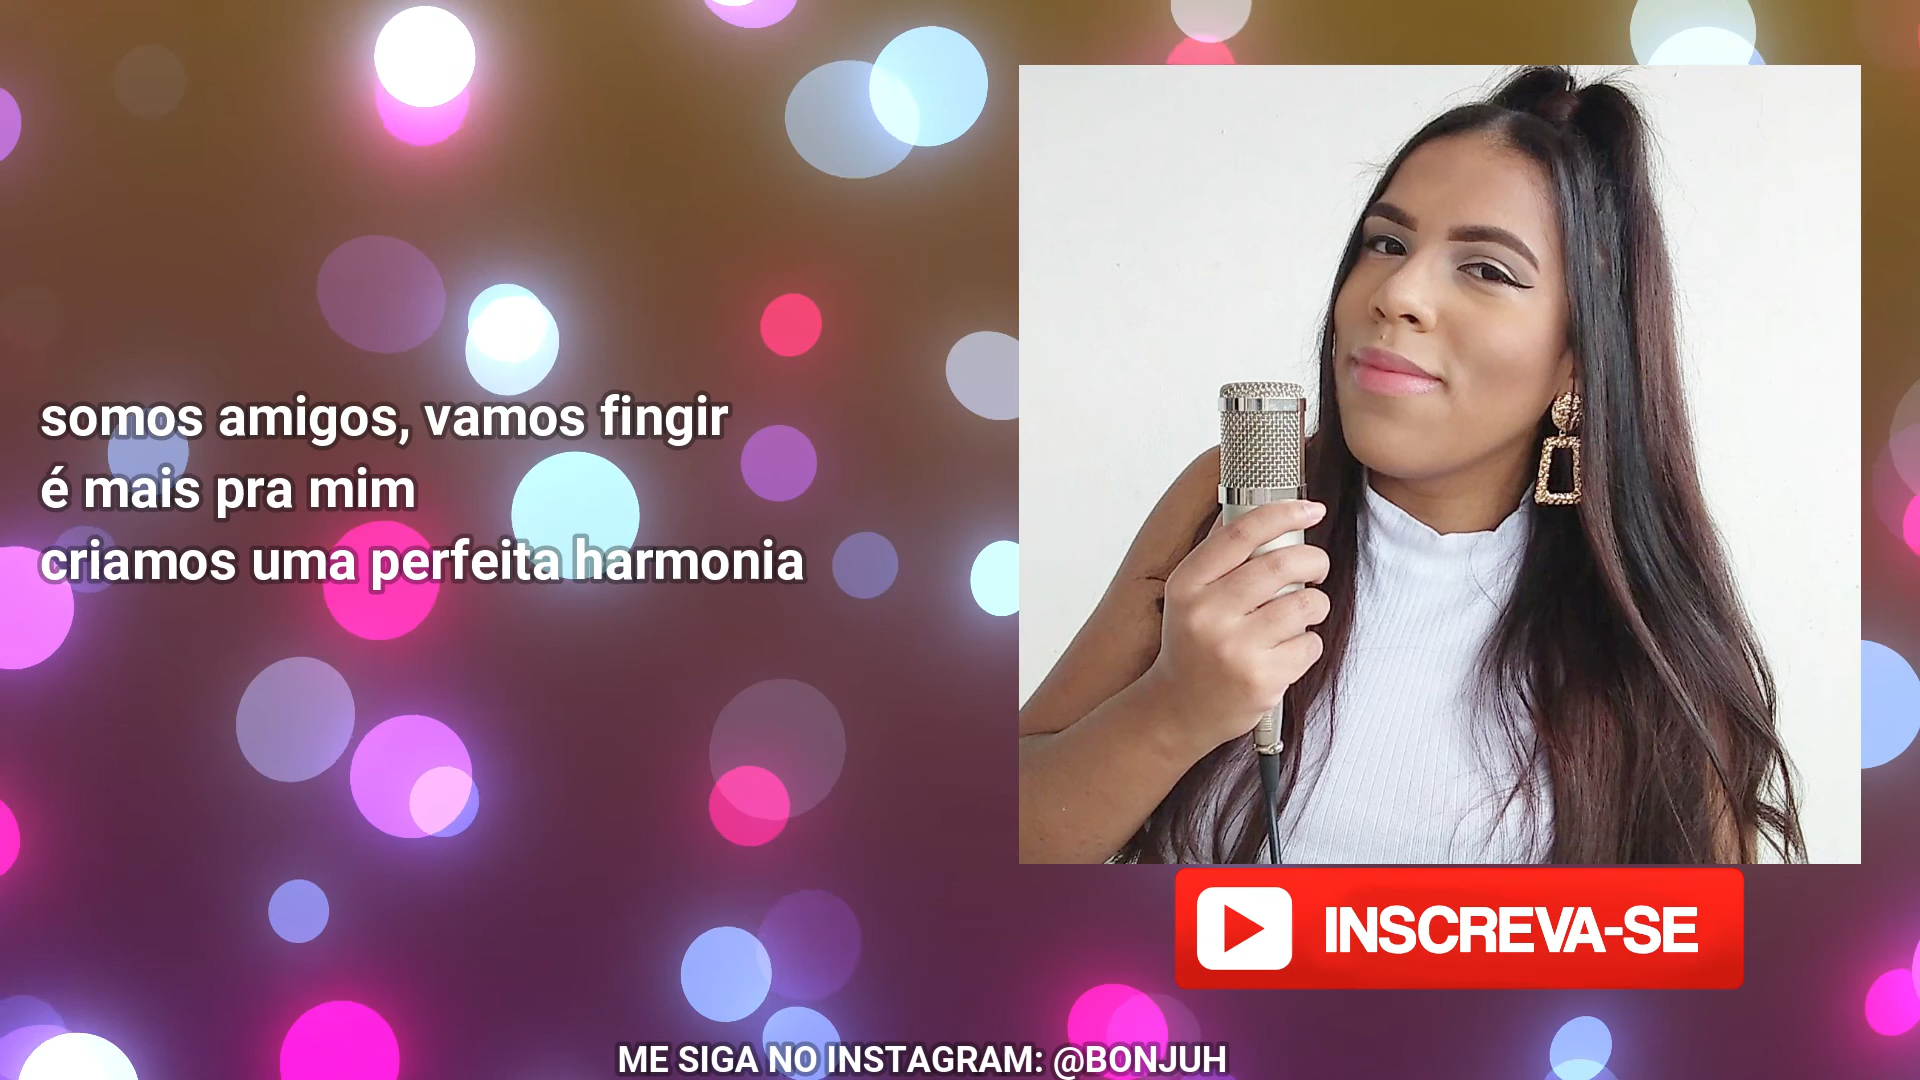 somos amigos, vamos fingir
é mais pra mim
criamos uma perfeita harmonia
INSCREVA-SE
ME SIGA NO INSTAGRAM: @BONJUH